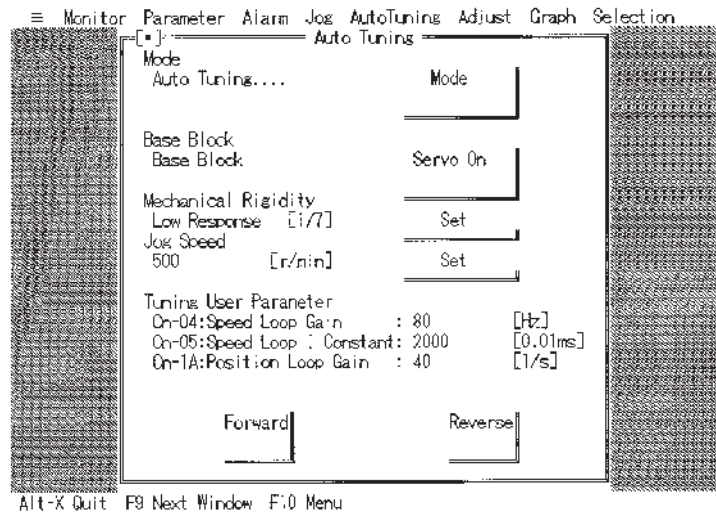 ≡ Monitor Parameter Alarm Jog AutoTuning Adjust Graph Selection
[▪] Auto Tuning
Mode
Auto Tuning.... Mode
Base Block
Base Block Servo On
Mechanical Rigidity
Low Response [1/7] Set
Jog Speed
500 [r/min] Set
Tuning User Parameter
Cn-04:Speed Loop Gain : 80 [Hz]
Cn-05:Speed Loop I Constant: 2000 [0.01ms]
Cn-1A:Position Loop Gain : 40 [1/s]
Forward Reverse
Alt-X Quit F9 Next Window F10 Menu